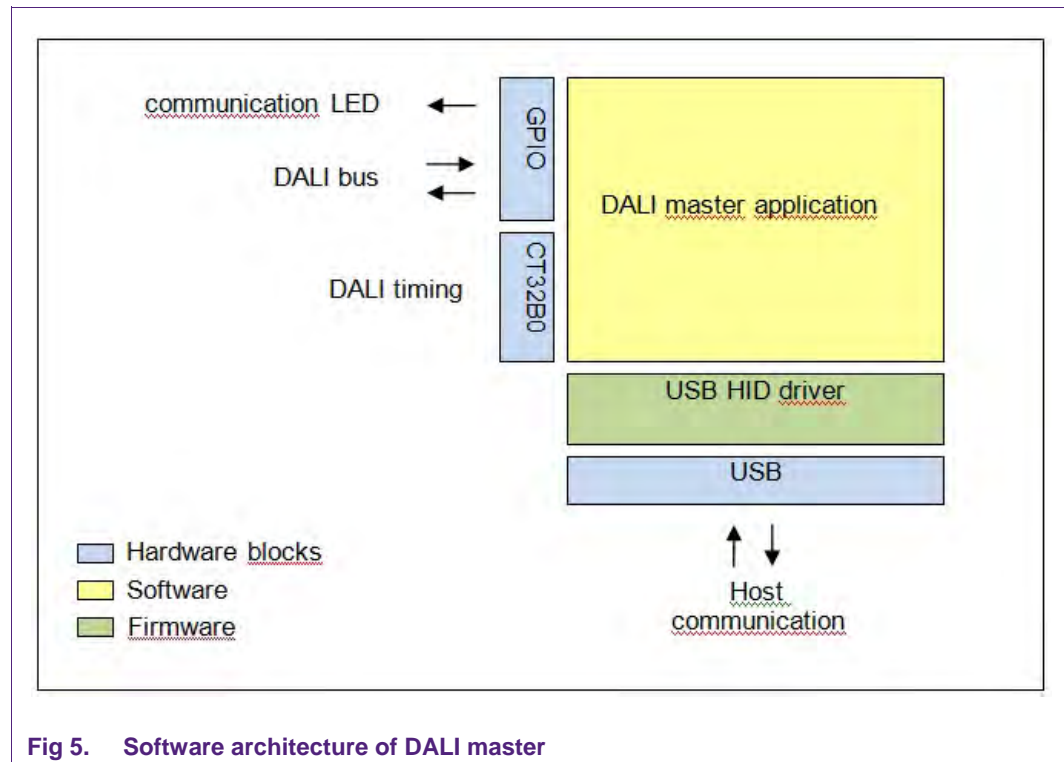 communication LED
GPIO
DALI bus
DALI master application
CT32B0
DALI timing
USB HID driver
USB
Hardware blocks
Software
Firmware
Host
communication
Fig 5. Software architecture of DALI master